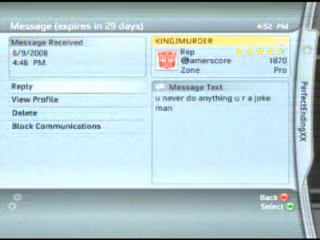 Message (expires in 29 days)
4:52 PM
Message Received
6/9/2008
4:46 PM
KINGJMURDER
Rep
Gamerscore 1870
Zone Pro
Reply
View Profile
Delete
Block Communications
Message Text
u never do anything u r a joke
man
PerfectEndingXX
Back
Select